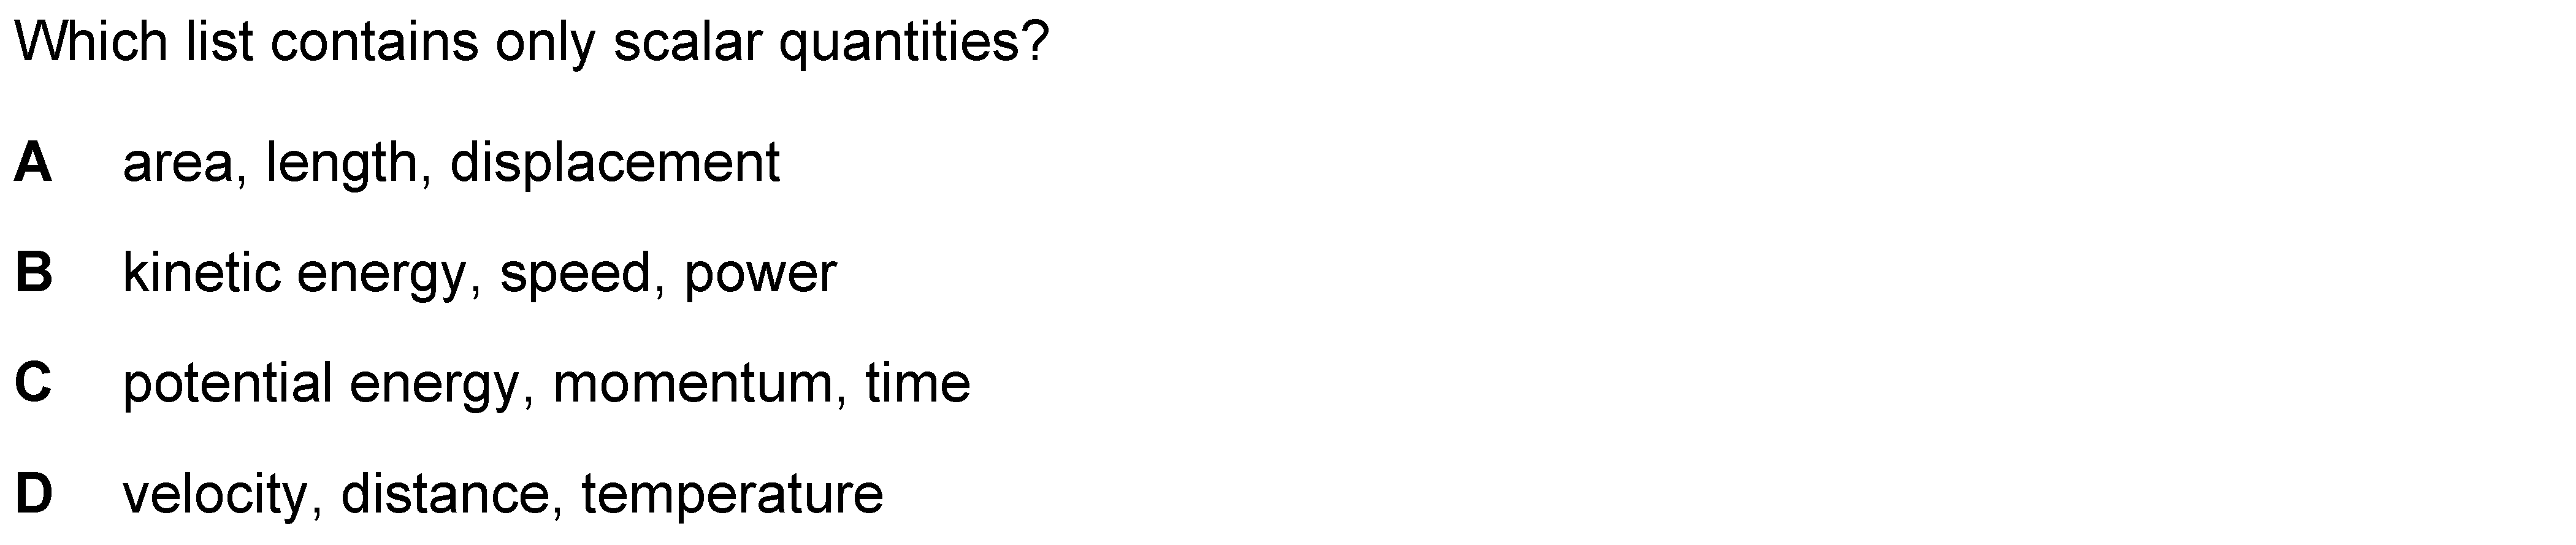 Which list contains only scalar quantities?
A area, length, displacement
B kinetic energy, speed, power
C potential energy, momentum, time
D velocity, distance, temperature